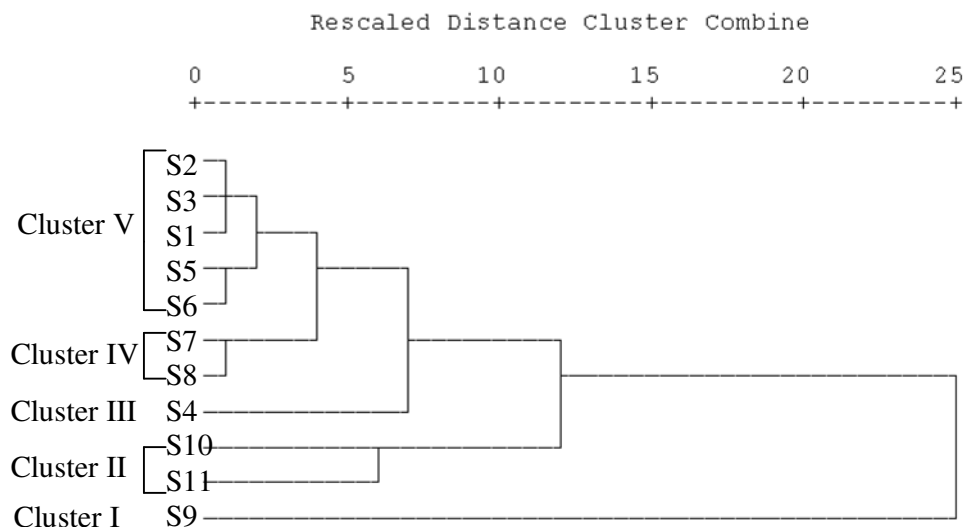 Rescaled Distance Cluster Combine
0 5 10 15 20 25
+---------+---------+---------+---------+---------+
S2
S3
Cluster V S1
S5
S6
S7
Cluster IV
S8
Cluster III S4
S10
Cluster II
S11
Cluster I S9